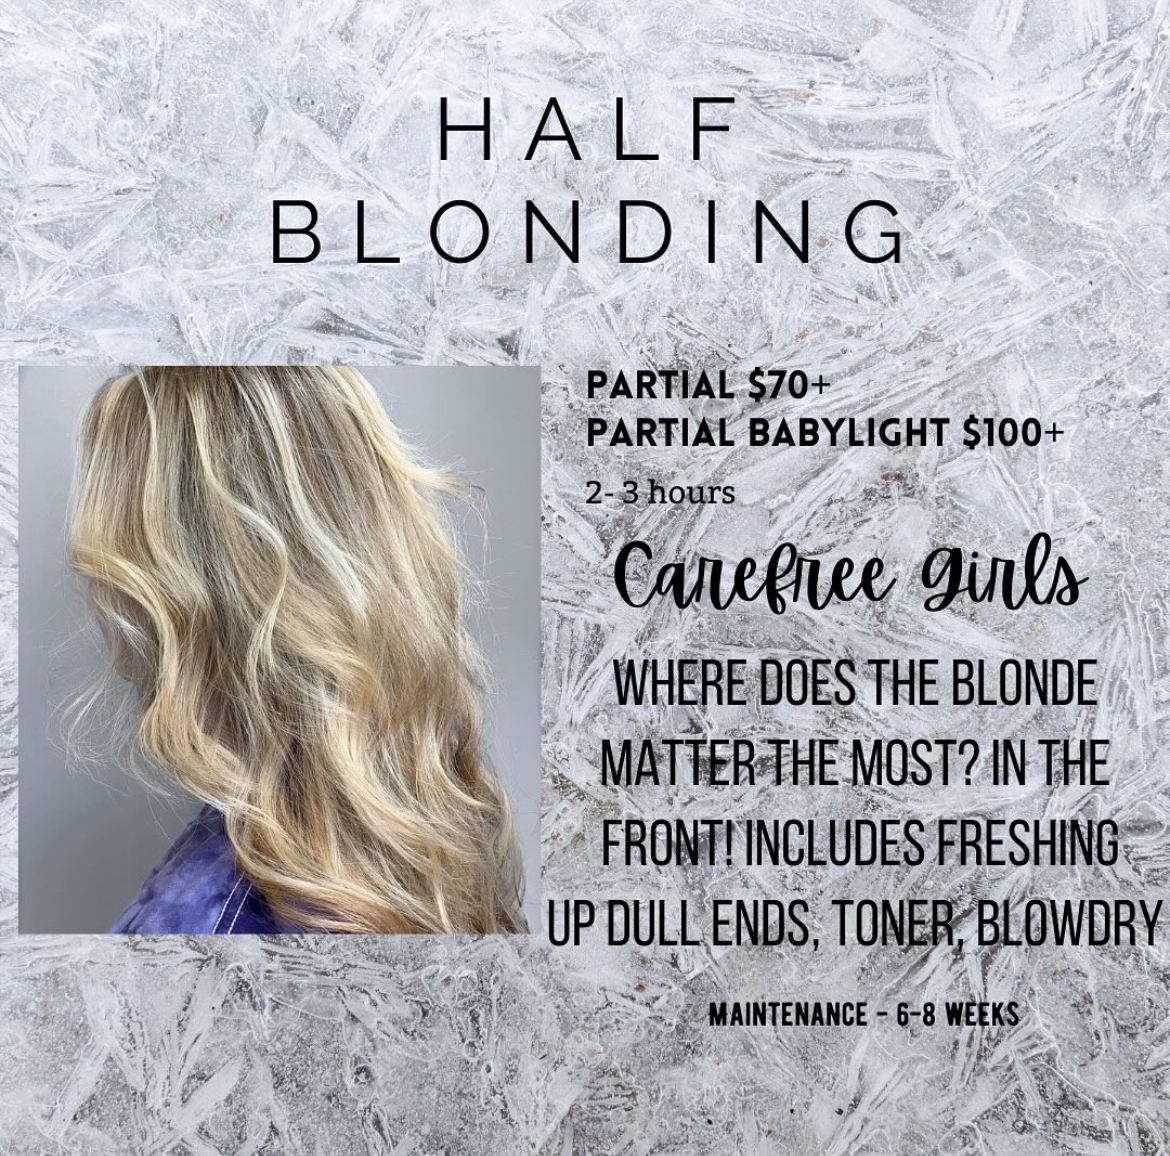 HALF
BLONDING
PARTIAL $70+
PARTIAL BABYLIGHT $100+
2- 3 hours
Carefree Girls
WHERE DOES THE BLONDE
MATTER THE MOST? IN THE
FRONT! INCLUDES FRESHING
UP DULL ENDS, TONER, BLOWDRY
MAINTENANCE - 6-8 WEEKS